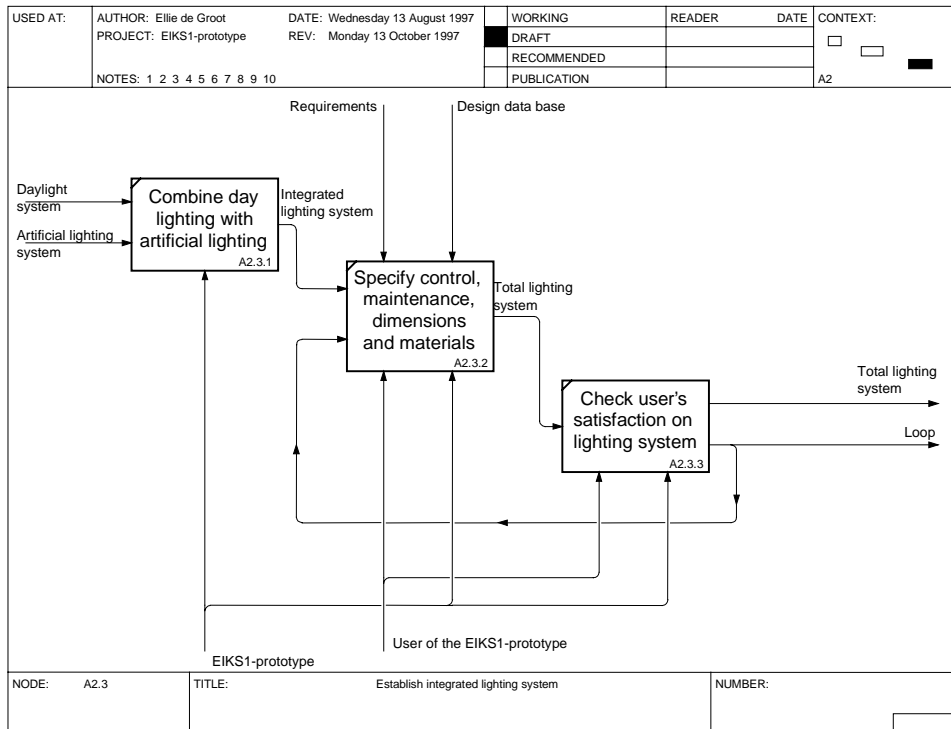 USED AT:
AUTHOR: Ellie de Groot
DATE: Wednesday 13 August 1997
PROJECT: EIKS1-prototype
REV: Monday 13 October 1997
NOTES: 1 2 3 4 5 6 7 8 9 10
WORKING
DRAFT
RECOMMENDED
PUBLICATION
READER DATE
CONTEXT:
A2
Requirements
Design data base
Daylight
system
Artificial lighting
system
Combine day
lighting with
artificial lighting
A2.3.1
Integrated
lighting system
Specify control,
maintenance,
dimensions
and materials
A2.3.2
Total lighting
system
Check user's
satisfaction on
lighting system
A2.3.3
Total lighting
system
Loop
User of the EIKS1-prototype
EIKS1-prototype
NODE: A2.3
TITLE: Establish integrated lighting system
NUMBER: